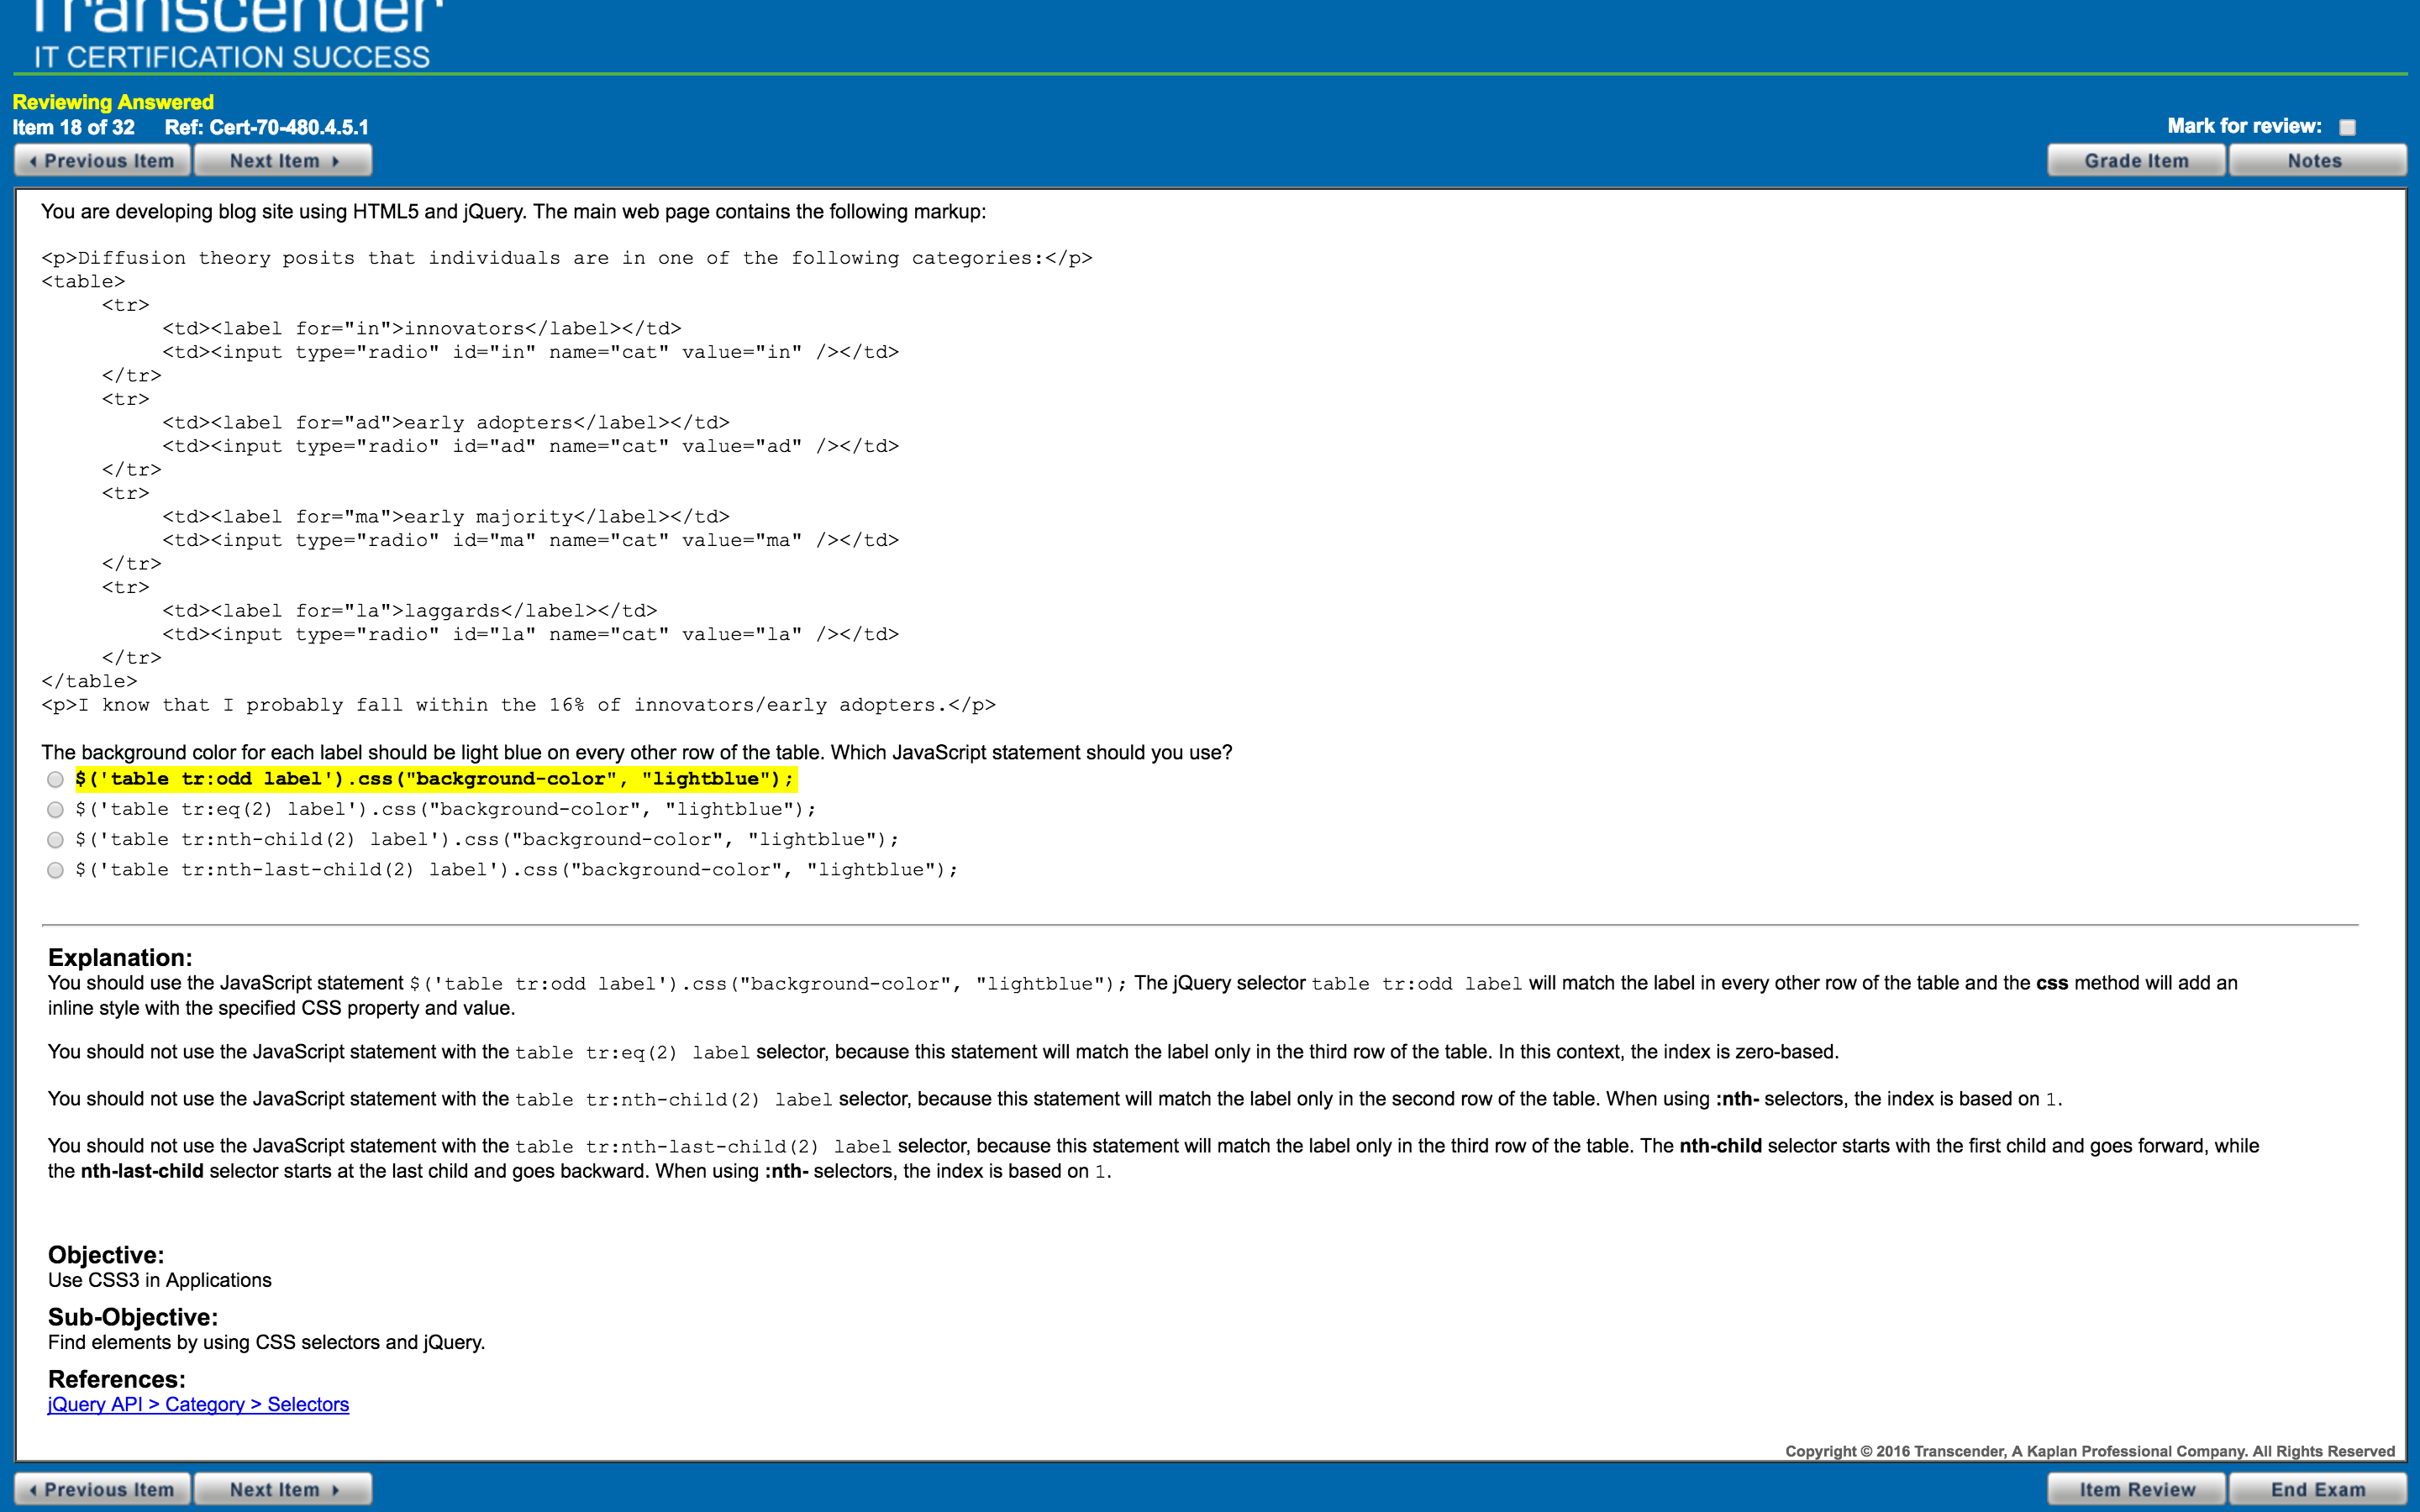 Transcender
IT CERTIFICATION SUCCESS
Reviewing Answered
Item 18 of 32 Ref: Cert-70-480.4.5.1
Mark for review:
Previous Item Next Item Grade Item Notes
You are developing blog site using HTML5 and jQuery. The main web page contains the following markup:
<p>Diffusion theory posits that individuals are in one of the following categories:</p>
<table>
<tr>
<td><label for="in">innovators</label></td>
<td><input type="radio" id="in" name="cat" value="in" /></td>
</tr>
<tr>
<td><label for="ad">early adopters</label></td>
<td><input type="radio" id="ad" name="cat" value="ad" /></td>
</tr>
<tr>
<td><label for="ma">early majority</label></td>
<td><input type="radio" id="ma" name="cat" value="ma" /></td>
</tr>
<tr>
<td><label for="la">laggards</label></td>
<td><input type="radio" id="la" name="cat" value="la" /></td>
</tr>
</table>
<p>I know that I probably fall within the 16% of innovators/early adopters.</p>
The background color for each label should be light blue on every other row of the table. Which JavaScript statement should you use?
$('table tr:odd label').css("background-color", "lightblue");
$('table tr:eq(2) label').css("background-color", "lightblue");
$('table tr:nth-child(2) label').css("background-color", "lightblue");
$('table tr:nth-last-child(2) label').css("background-color", "lightblue");
Explanation:
You should use the JavaScript statement $('table tr:odd label').css("background-color", "lightblue"); The jQuery selector table tr:odd label will match the label in every other row of the table and the css method will add an
inline style with the specified CSS property and value.
You should not use the JavaScript statement with the table tr:eq(2) label selector, because this statement will match the label only in the third row of the table. In this context, the index is zero-based.
You should not use the JavaScript statement with the table tr:nth-child(2) label selector, because this statement will match the label only in the second row of the table. When using :nth- selectors, the index is based on 1.
You should not use the JavaScript statement with the table tr:nth-last-child(2) label selector, because this statement will match the label only in the third row of the table. The nth-child selector starts with the first child and goes forward, while
the nth-last-child selector starts at the last child and goes backward. When using :nth- selectors, the index is based on 1.
Objective:
Use CSS3 in Applications
Sub-Objective:
Find elements by using CSS selectors and jQuery.
References:
jQuery API > Category > Selectors
Copyright © 2016 Transcender, A Kaplan Professional Company. All Rights Reserved
Previous Item Next Item Item Review End Exam